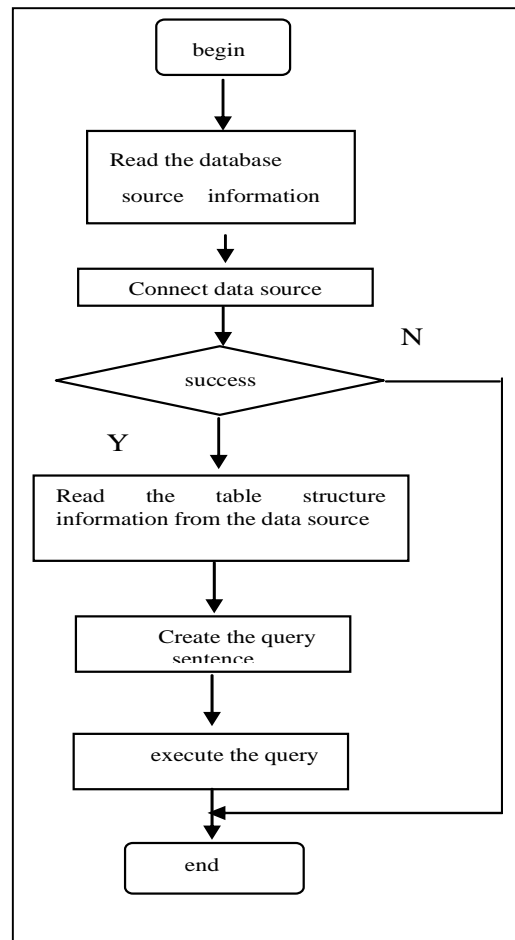 begin
Read the database
source information
Connect data source
N
success
Y
Read the table structure
information from the data source
Create the query
sentence
execute the query
end